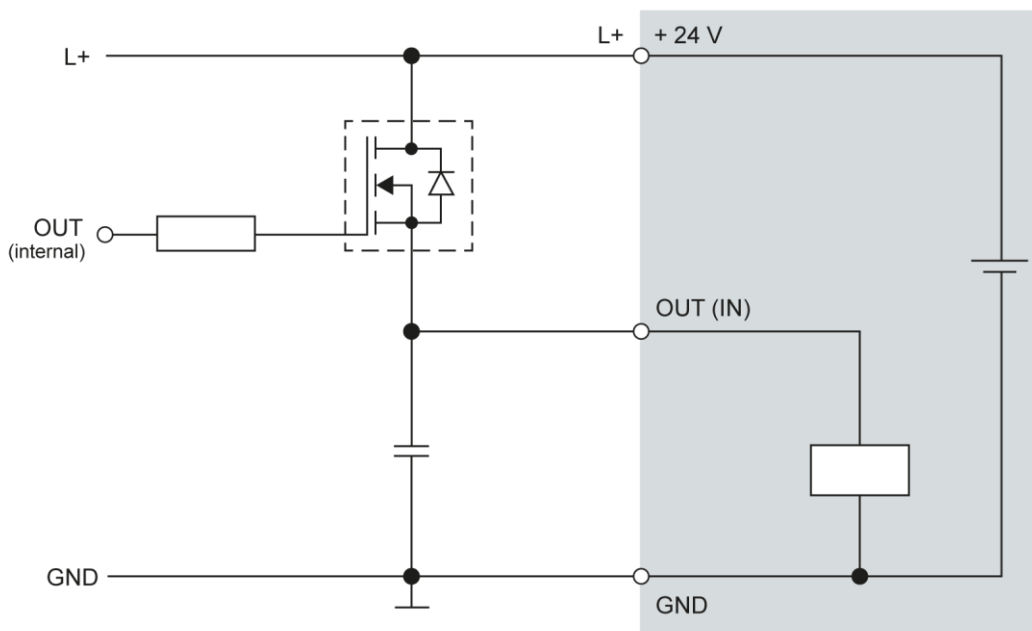 L+
L+
+ 24 V
OUT
(internal)
OUT (IN)
GND
GND